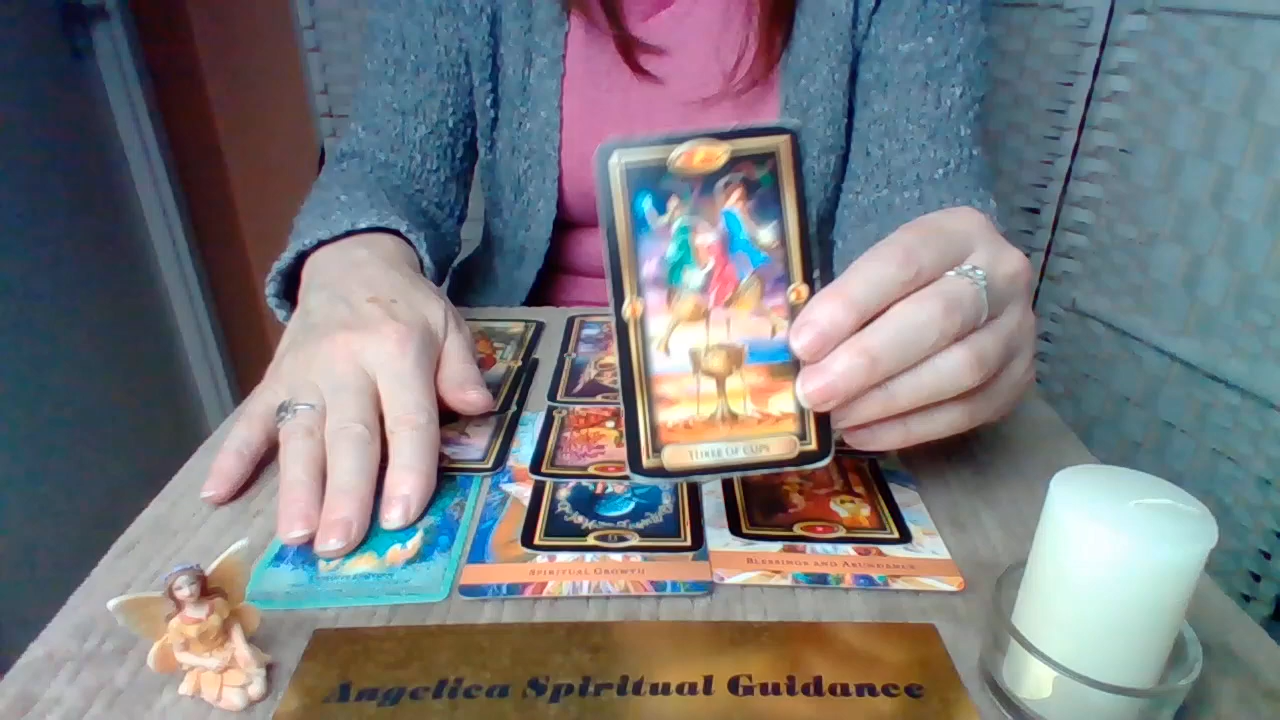 THREE OF CUPS
SPIRITUAL GROWTH
BLESSINGS AND ABUNDANCE
Angelica Spiritual Guidance